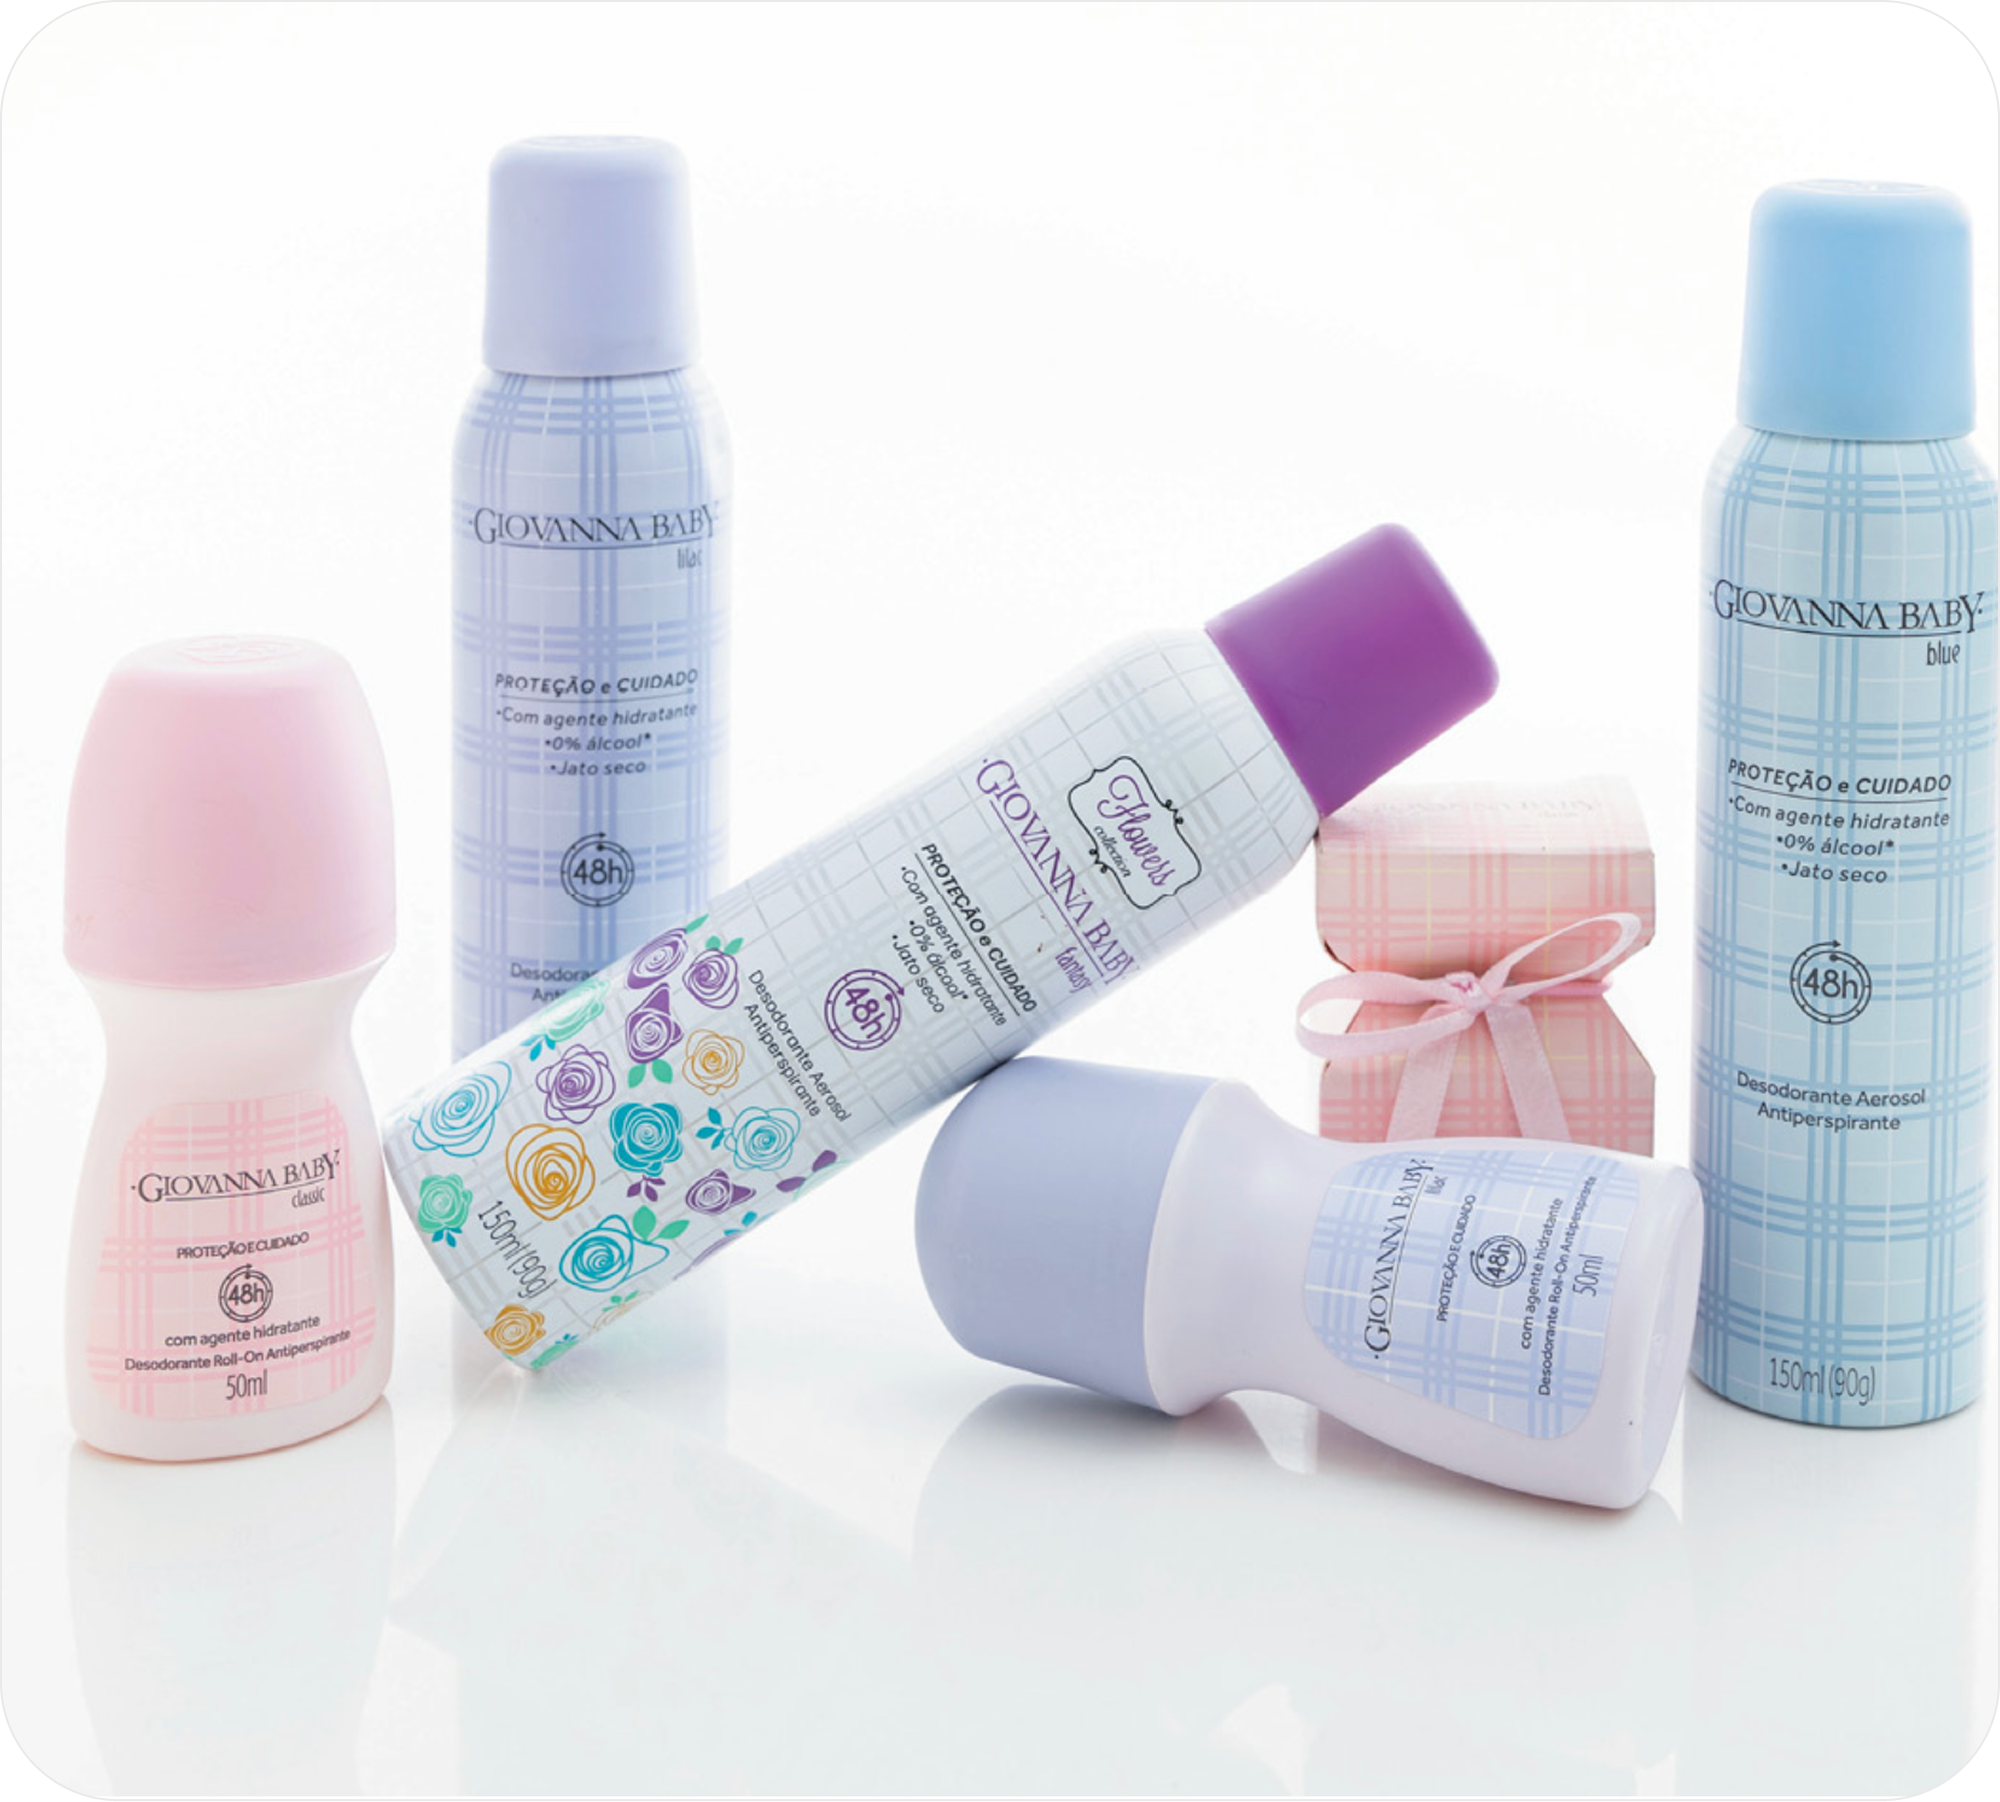 GIOVANNA BABY
lilac
PROTEÇÃO e CUIDADO
•Com agente hidratante
•0% álcool*
•Jato seco
48h
GIOVANNA BABY
classic
PROTEÇÃO E CUIDADO
48h
com agente hidratante
Desodorante Roll-On Antiperspirante
50ml
Flowers
collection
GIOVANNA BABY
fantasy
PROTEÇÃO e CUIDADO
•Com agente hidratante
•0% álcool*
•Jato seco
48h
Desodorante Aerosol
Antiperspirante
150ml (90g)
GIOVANNA BABY
lilac
PROTEÇÃO E CUIDADO
48h
com agente hidratante
Desodorante Roll-On Antiperspirante
50ml
GIOVANNA BABY
blue
PROTEÇÃO e CUIDADO
•Com agente hidratante
•0% álcool*
•Jato seco
48h
Desodorante Aerosol
Antiperspirante
150ml (90g)